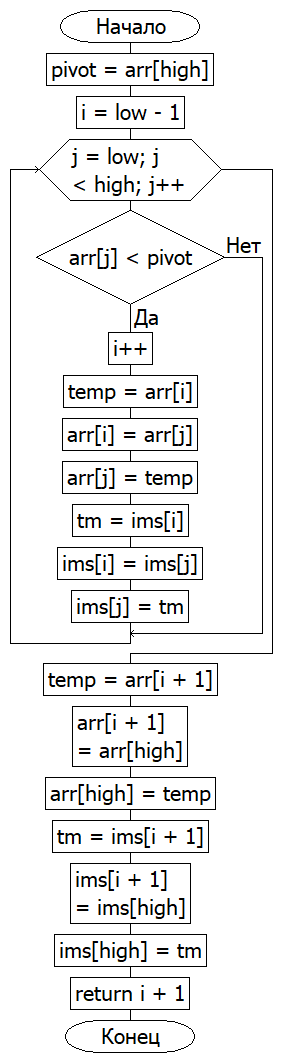 Начало
pivot = arr[high]
i = low - 1
j = low; j
< high; j++
arr[j] < pivot
Нет
Да
i++
temp = arr[i]
arr[i] = arr[j]
arr[j] = temp
tm = ims[i]
ims[i] = ims[j]
ims[j] = tm
temp = arr[i + 1]
arr[i + 1]
= arr[high]
arr[high] = temp
tm = ims[i + 1]
ims[i + 1]
= ims[high]
ims[high] = tm
return i + 1
Конец